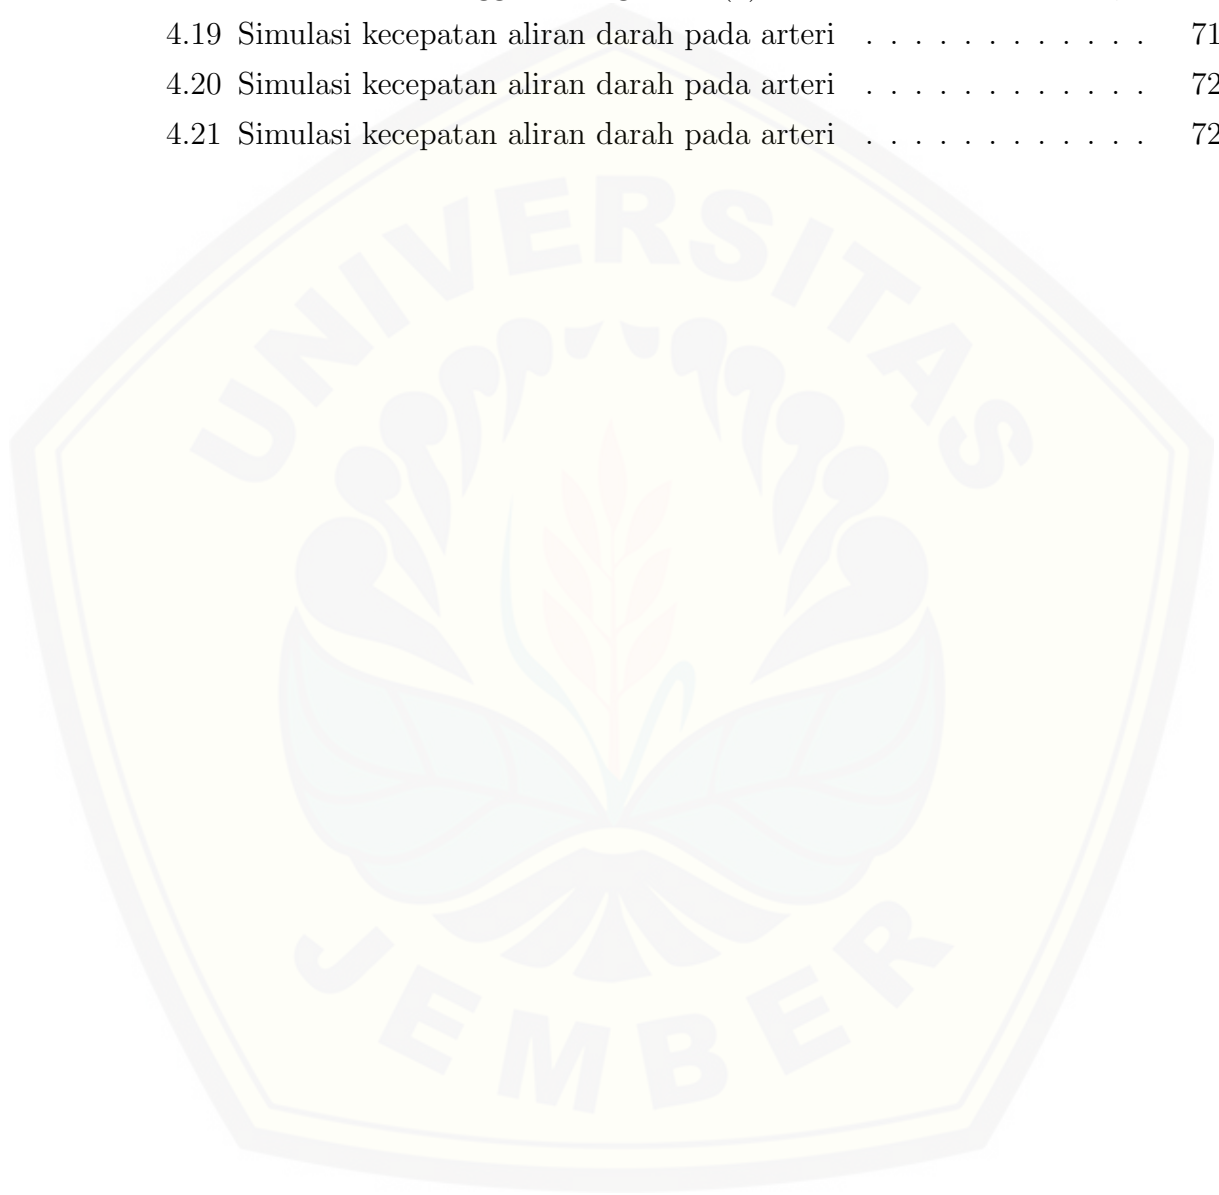 4.19 Simulasi kecepatan aliran darah pada arteri . . . . . . . . . . . . 71
4.20 Simulasi kecepatan aliran darah pada arteri . . . . . . . . . . . . 72
4.21 Simulasi kecepatan aliran darah pada arteri . . . . . . . . . . . . 72
UNIVERSITAS
JEMBER